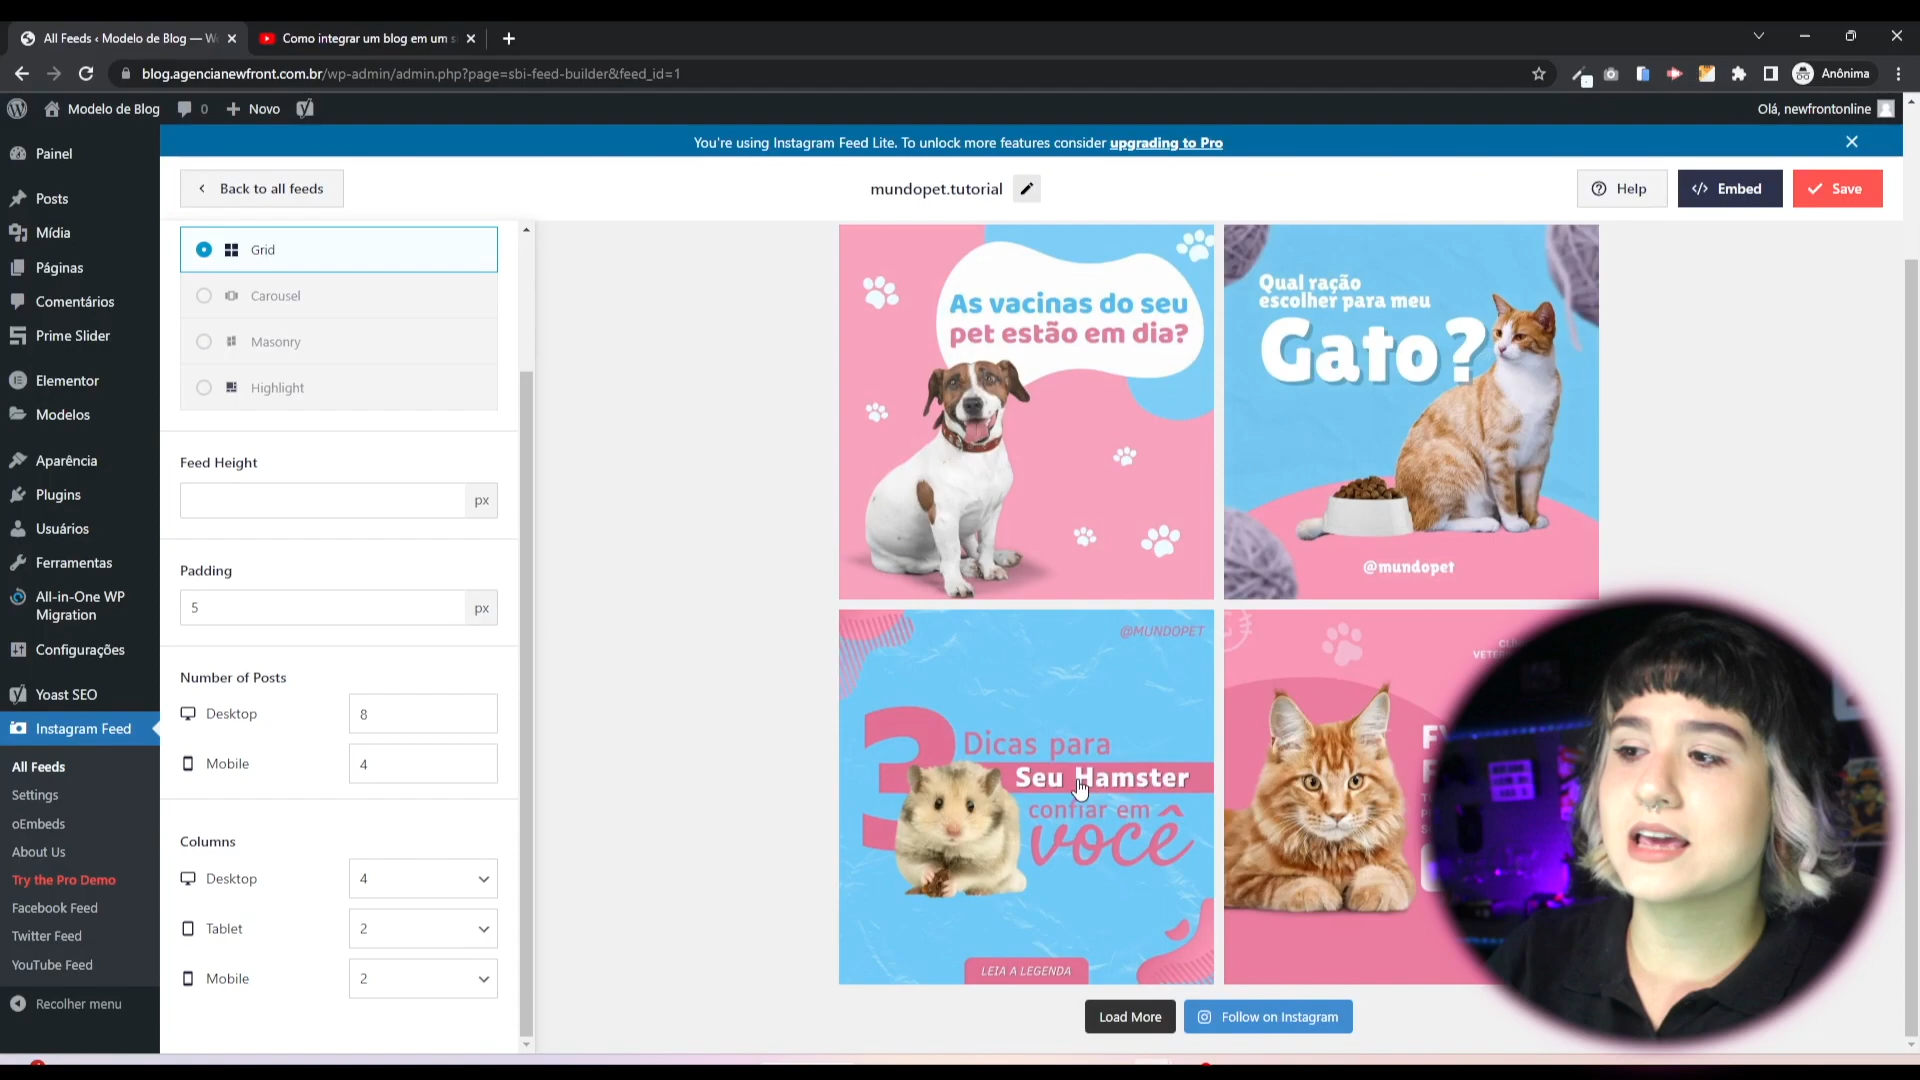 All Feeds ‹ Modelo de Blog — W
Como integrar um blog em um s
blog.agencianewfront.com.br/wp-admin/admin.php?page=sbi-feed-builder&feed_id=1
Anônima
Modelo de Blog
0
Novo
Olá, newfrontonline
You're using Instagram Feed Lite. To unlock more features consider upgrading to Pro
Back to all feeds
mundopet.tutorial
Help
Embed
Save
Painel
Posts
Mídia
Páginas
Comentários
Prime Slider
Elementor
Modelos
Aparência
Plugins
Usuários
Ferramentas
All-in-One WP
Migration
Configurações
Yoast SEO
Instagram Feed
All Feeds
Settings
oEmbeds
About Us
Try the Pro Demo
Facebook Feed
Twitter Feed
YouTube Feed
Recolher menu
Grid
Carousel
Masonry
Highlight
Feed Height
px
Padding
5 px
Number of Posts
Desktop 8
Mobile 4
Columns
Desktop 4
Tablet 2
Mobile 2
As vacinas do seu
pet estão em dia?
Qual ração
escolher para meu
Gato?
@mundopet
@MUNDOPET
3 Dicas para
Seu Hamster
confiar em
você
LEIA A LEGENDA
Load More
Follow on Instagram